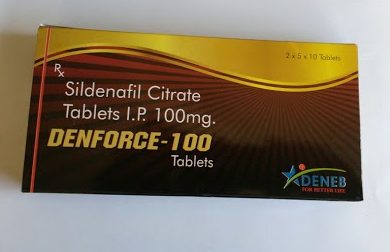 2 x 5 x 10 Tablets
Rx
Sildenafil Citrate
Tablets I.P. 100mg.
DENFORCE-100
Tablets
DENEB
FOR BETTER LIFE